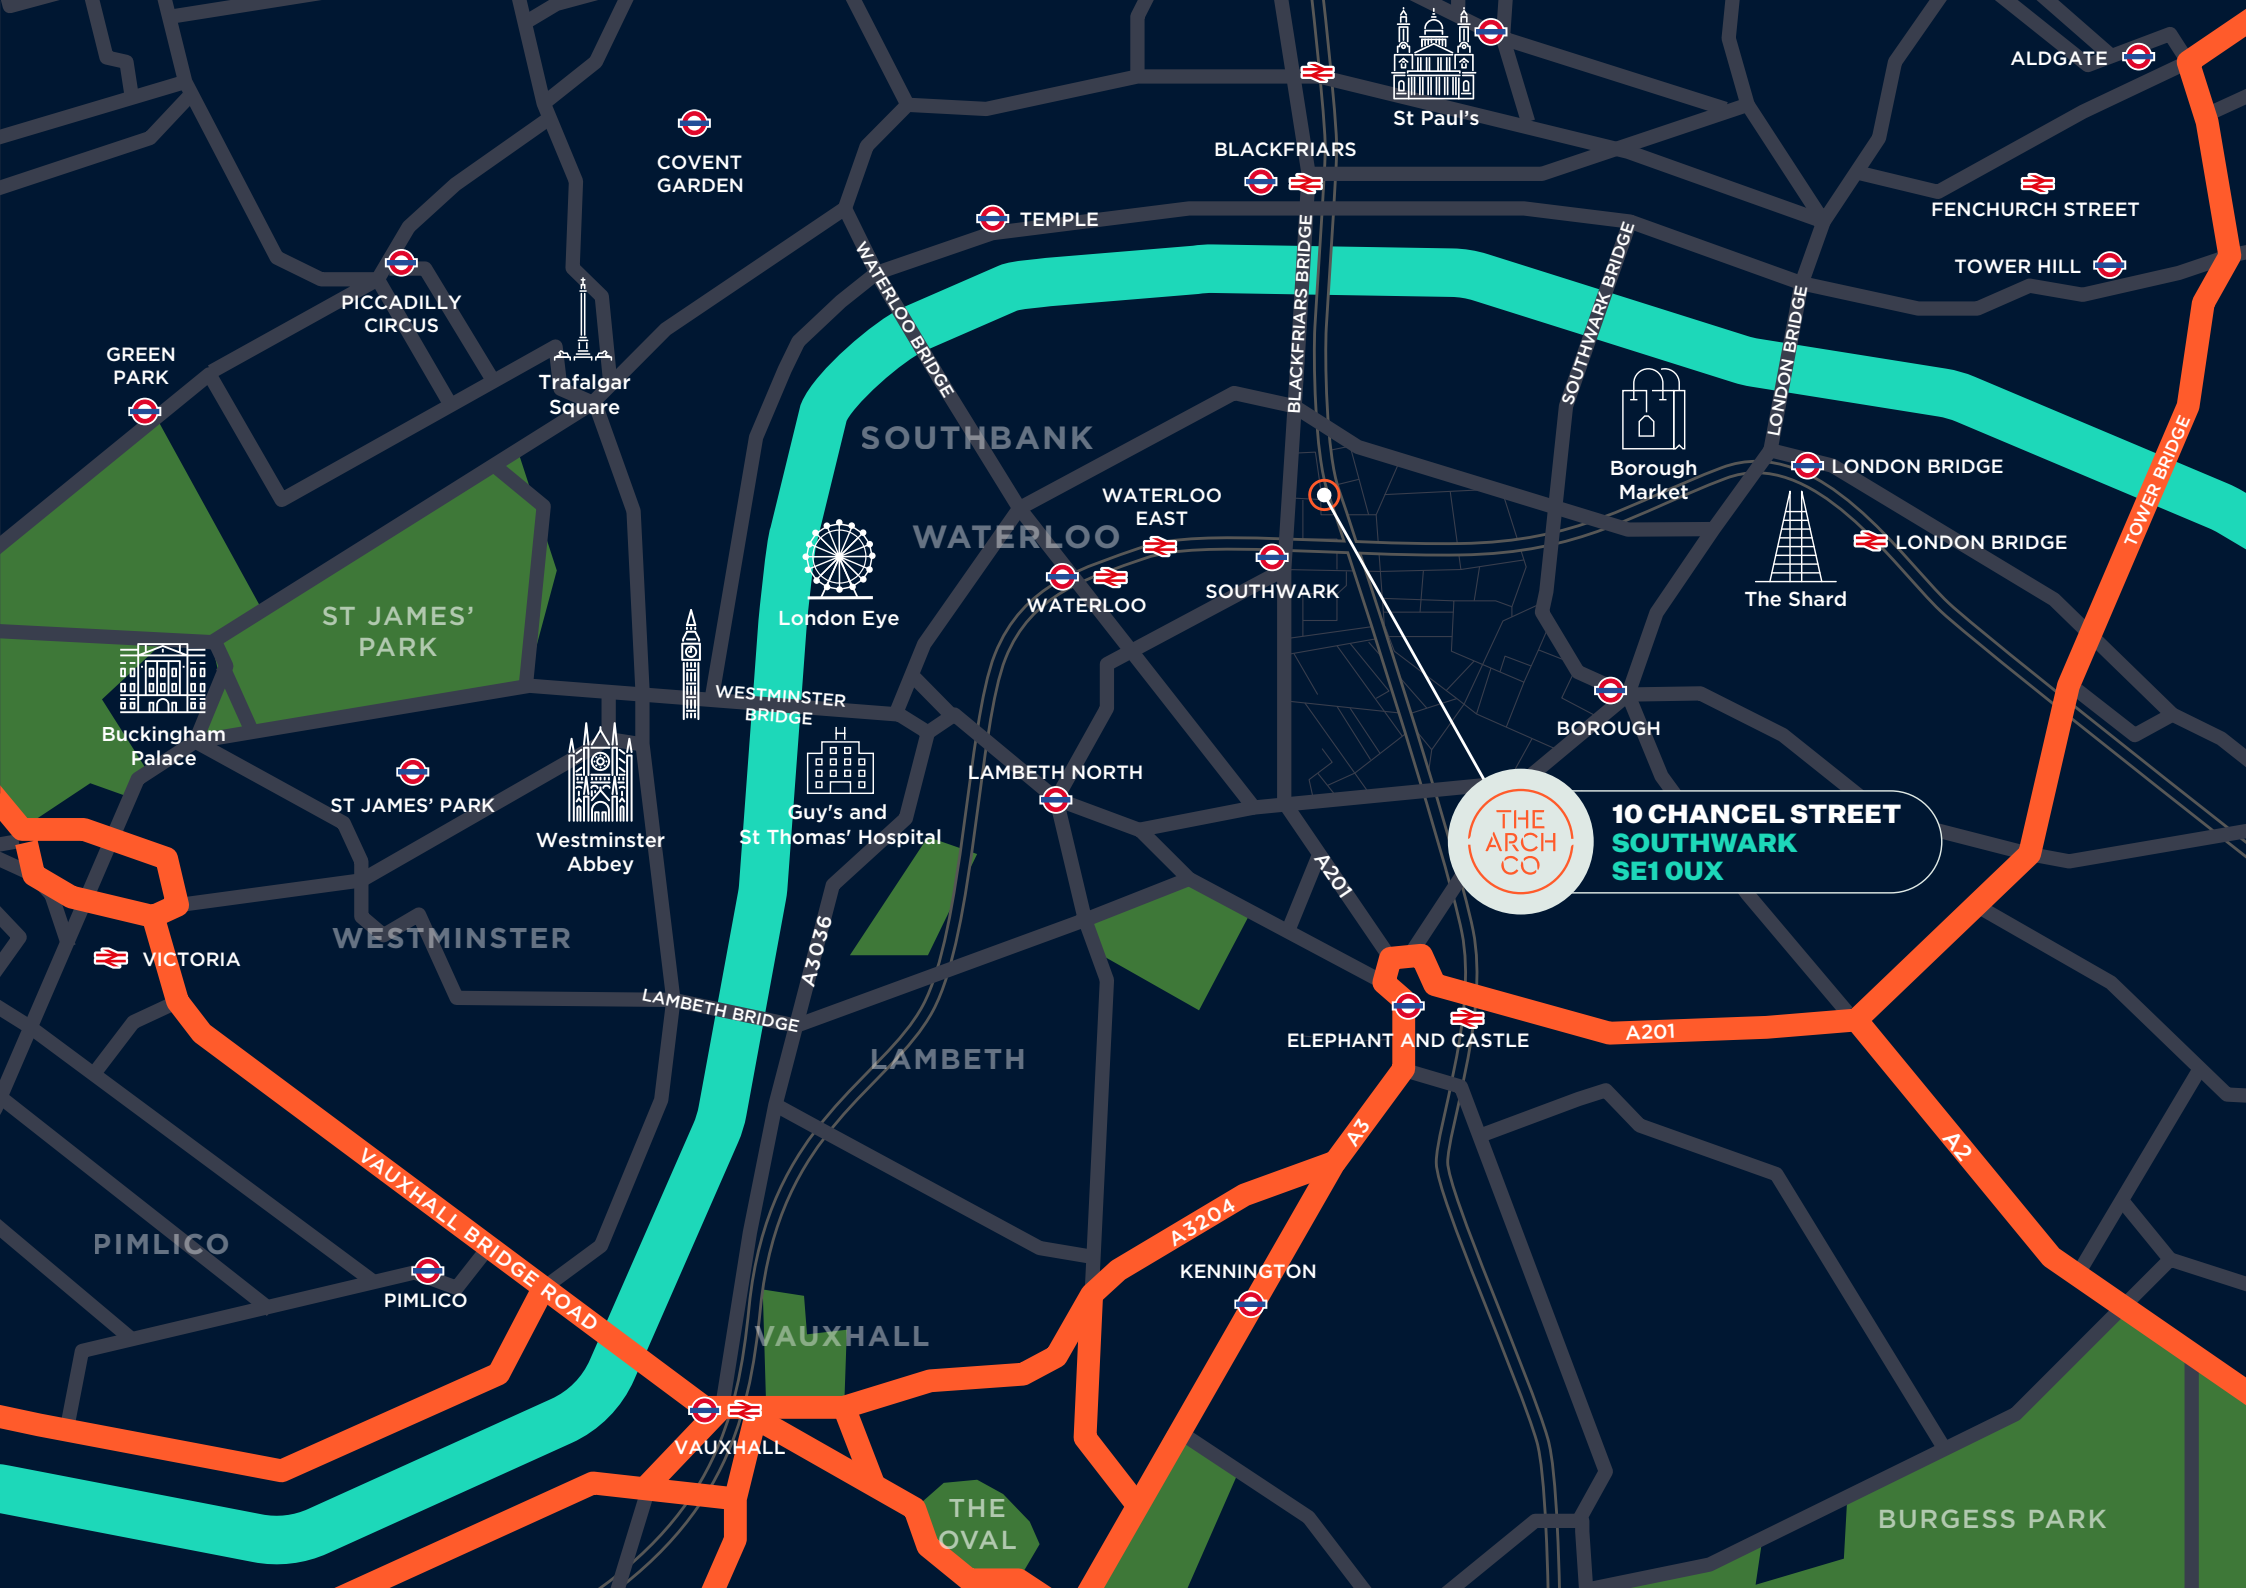 ALDGATE
St Paul's
BLACKFRIARS
COVENT
GARDEN
FENCHURCH STREET
TEMPLE
TOWER HILL
PICCADILLY
CIRCUS
WATERLOO BRIDGE
BLACKFRIARS BRIDGE
SOUTHWARK BRIDGE
LONDON BRIDGE
GREEN
PARK
Trafalgar
Square
SOUTHBANK
Borough
Market
LONDON BRIDGE
TOWER BRIDGE
WATERLOO
EAST
WATERLOO
LONDON BRIDGE
SOUTHWARK
WATERLOO
The Shard
London Eye
ST JAMES'
PARK
WESTMINSTER
BRIDGE
BOROUGH
Buckingham
Palace
LAMBETH NORTH
ST JAMES' PARK
Guy's and
St Thomas' Hospital
Westminster
Abbey
THE
ARCH
CO
10 CHANCEL STREET
SOUTHWARK
SE1 0UX
A201
WESTMINSTER
VICTORIA
A3036
LAMBETH BRIDGE
LAMBETH
ELEPHANT AND CASTLE
A201
A3
A2
VAUXHALL BRIDGE ROAD
A3204
PIMLICO
KENNINGTON
PIMLICO
VAUXHALL
VAUXHALL
THE
OVAL
BURGESS PARK